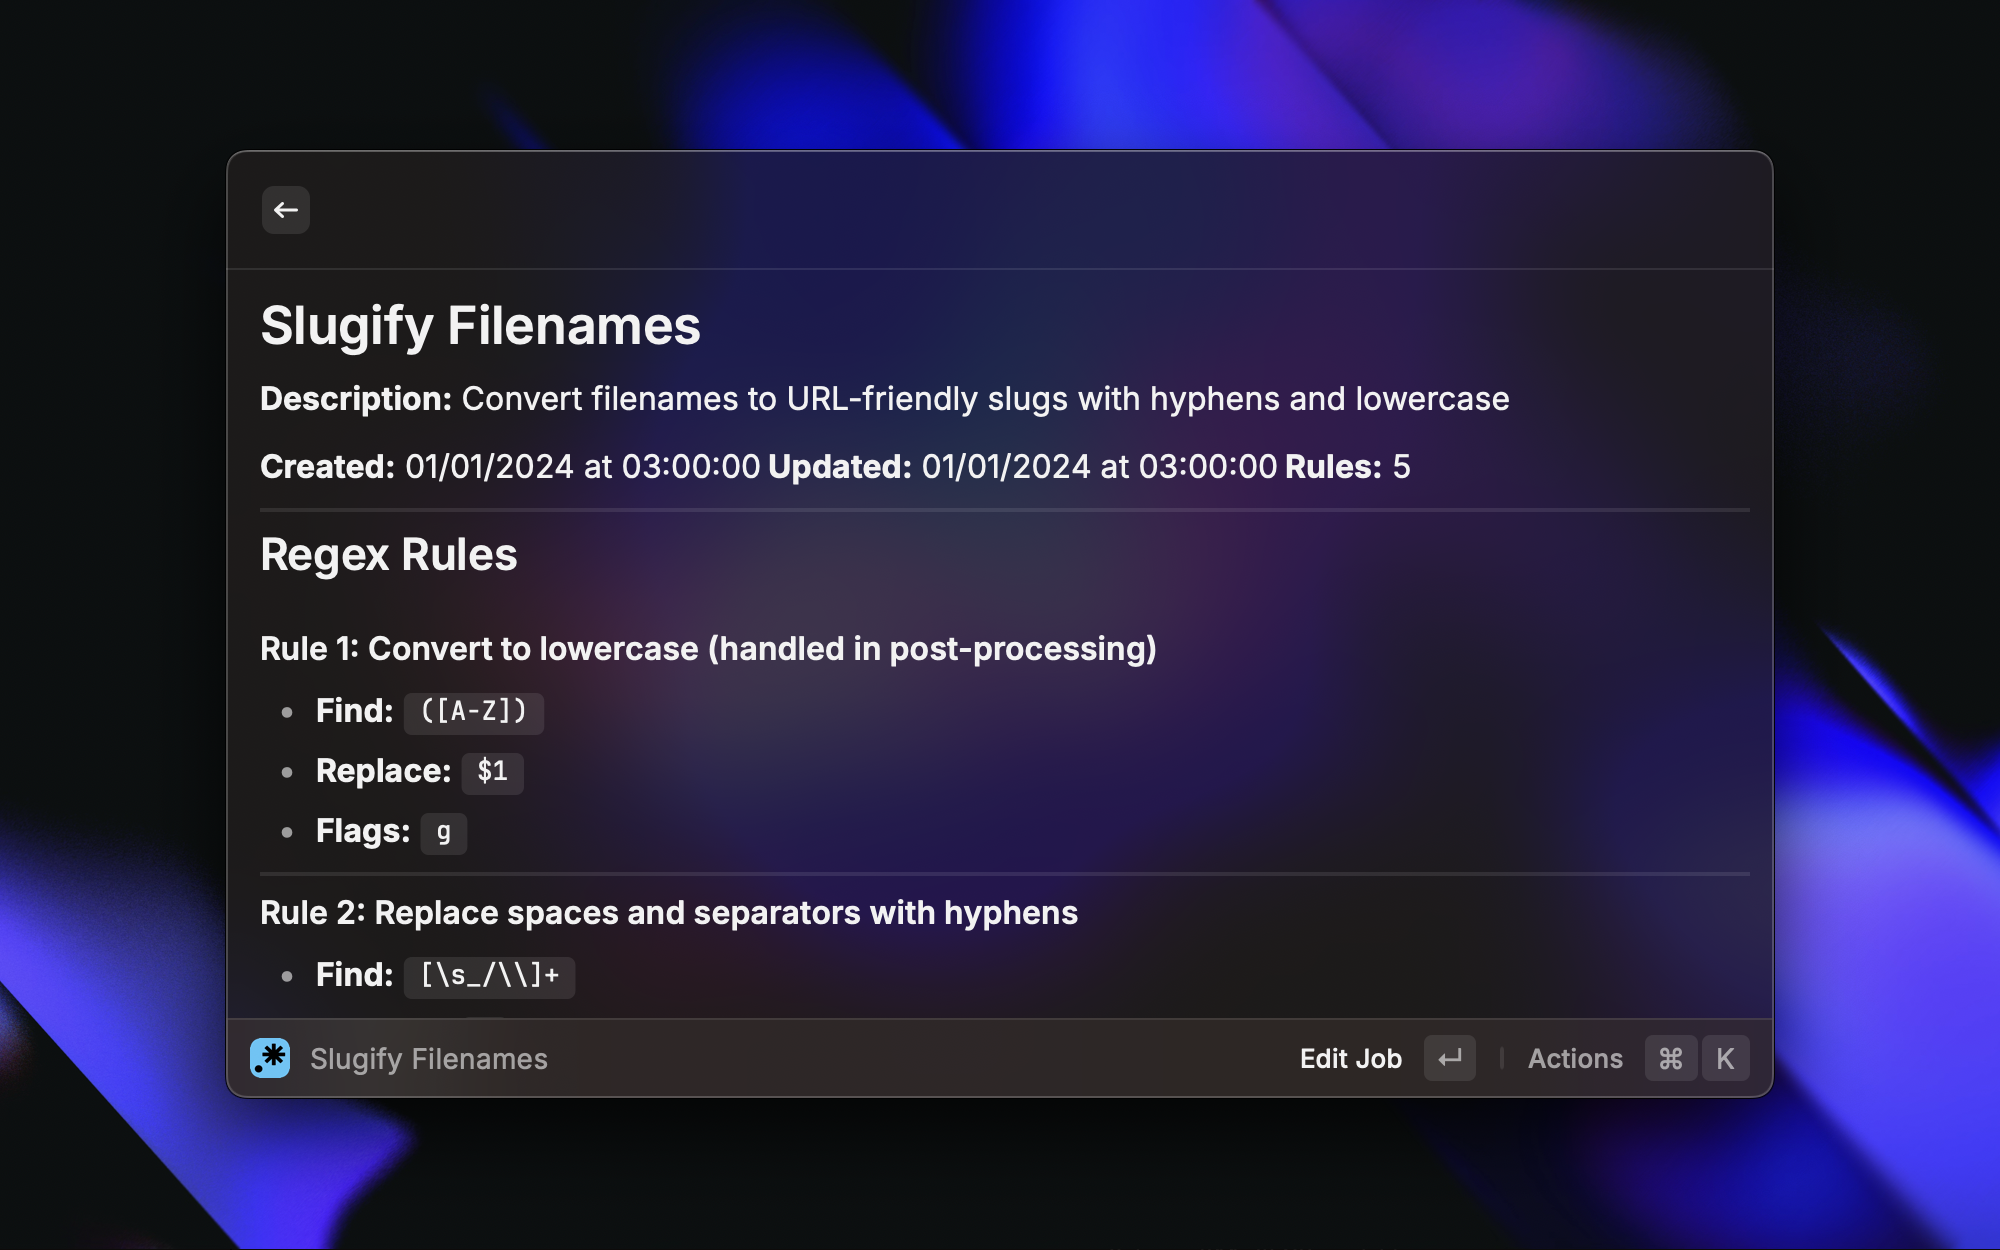 Slugify Filenames
Description: Convert filenames to URL-friendly slugs with hyphens and lowercase
Created: 01/01/2024 at 03:00:00 Updated: 01/01/2024 at 03:00:00 Rules: 5
Regex Rules
Rule 1: Convert to lowercase (handled in post-processing)
Find: ([A-Z])
Replace: $1
Flags: g
Rule 2: Replace spaces and separators with hyphens
Find: [\s_/\\]+
Slugify Filenames
Edit Job ↵ | Actions ⌘ K